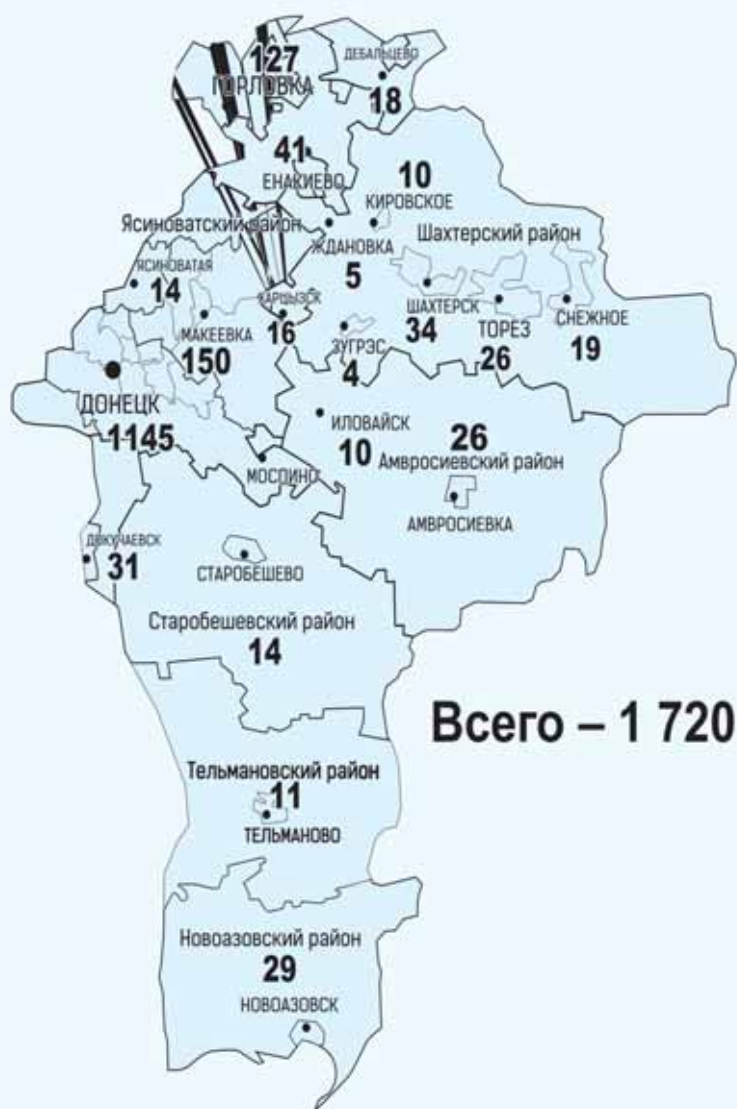 127
ГОРЛОВКА
ДЕБАЛЬЦЕВО
18
41
ЕНАКИЕВО
10
КИРОВСКОЕ
Ясиноватский район
ЖДАНОВКА
5
Шахтерский район
ЯСИНОВАТАЯ
14
МАКЕЕВКА
150
ХАРЦЫЗСК
16
ЗУГРЭС
4
ШАХТЕРСК
34
ТОРЕЗ
26
СНЕЖНОЕ
19
ДОНЕЦК
1145
ИЛОВАЙСК
10
26
Амвросиевский район
АМВРОСИЕВКА
МОСПИНО
ДОКУЧАЕВСК
31
СТАРОБЕШЕВО
Старобешевский район
14
Всего – 1 720
Тельмановский район
11
ТЕЛЬМАНОВО
Новоазовский район
29
НОВОАЗОВСК